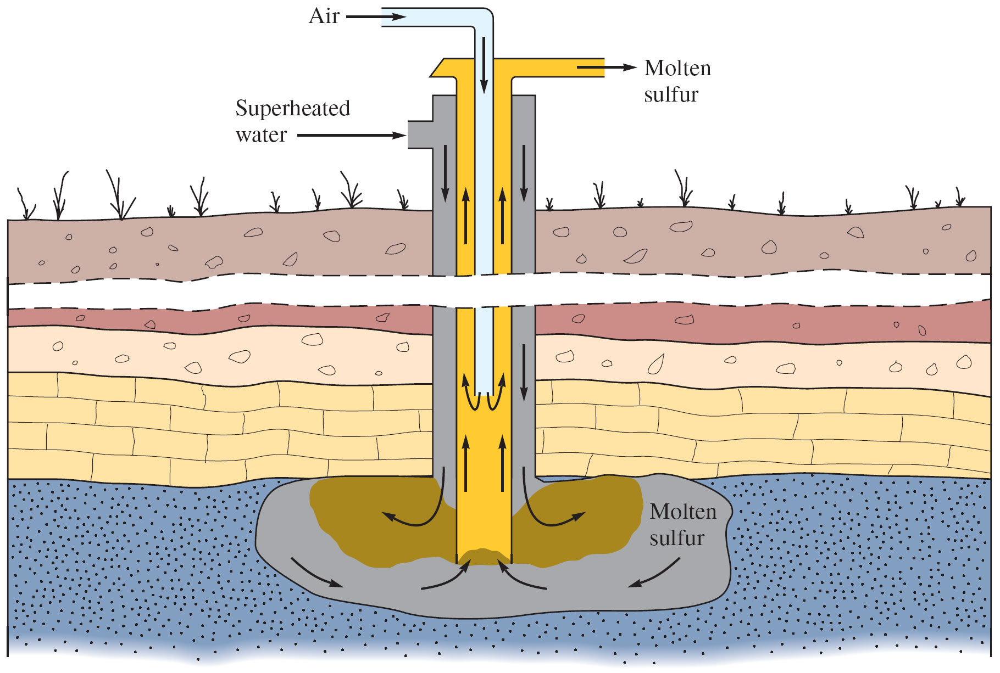 Air
Molten
sulfur
Superheated
water
Molten
sulfur